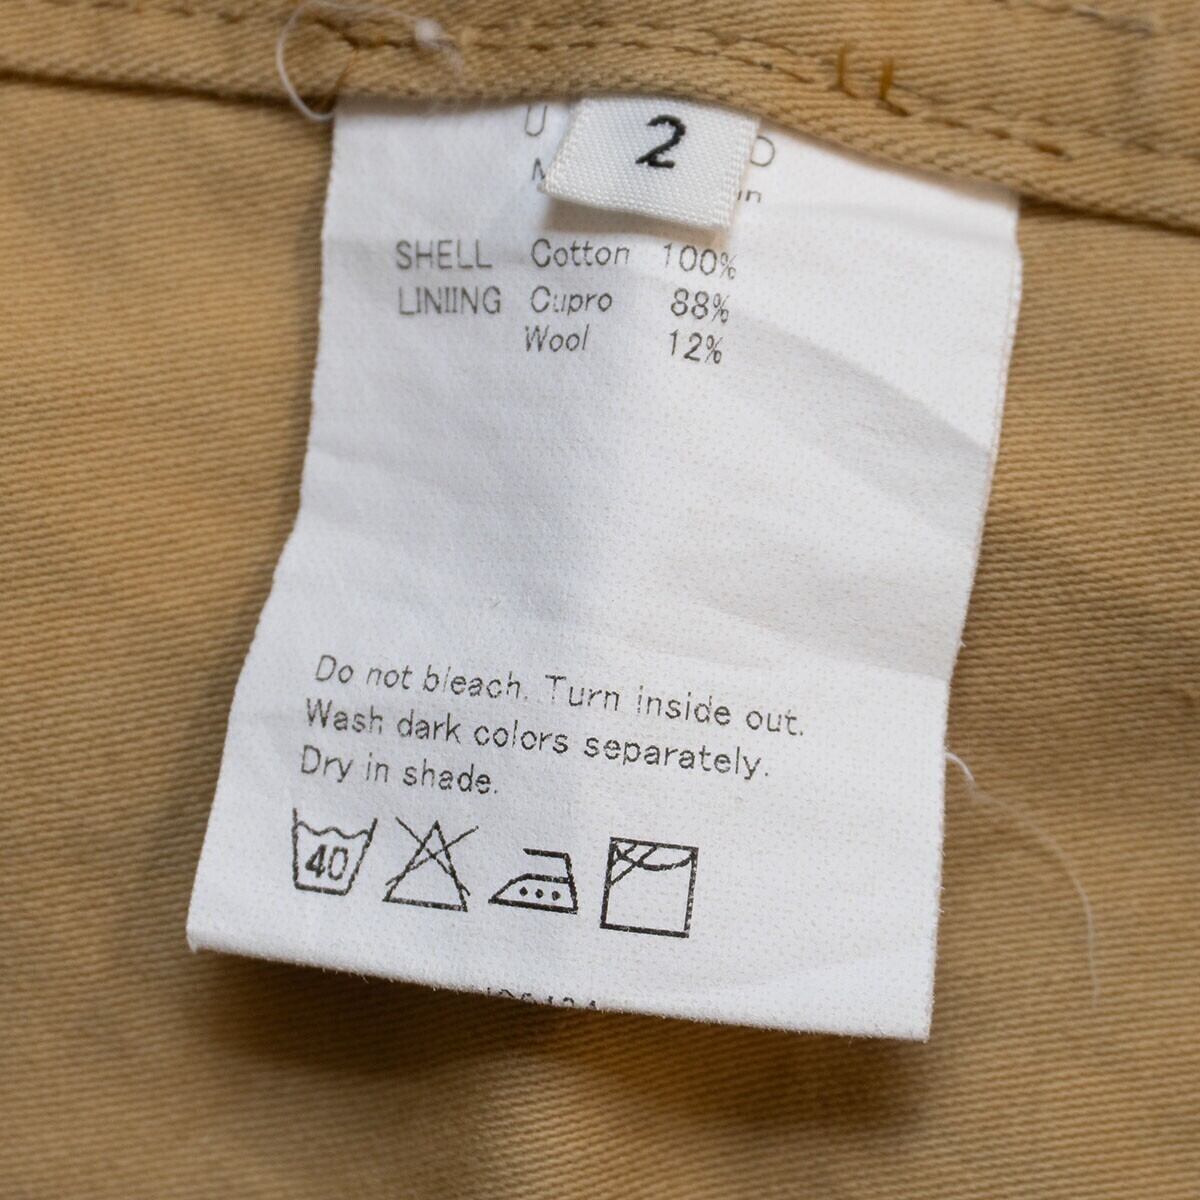 2
SHELL Cotton 100%
LINIING Cupro 88%
Wool 12%
Do not bleach. Turn inside out.
Wash dark colors separately.
Dry in shade.
40